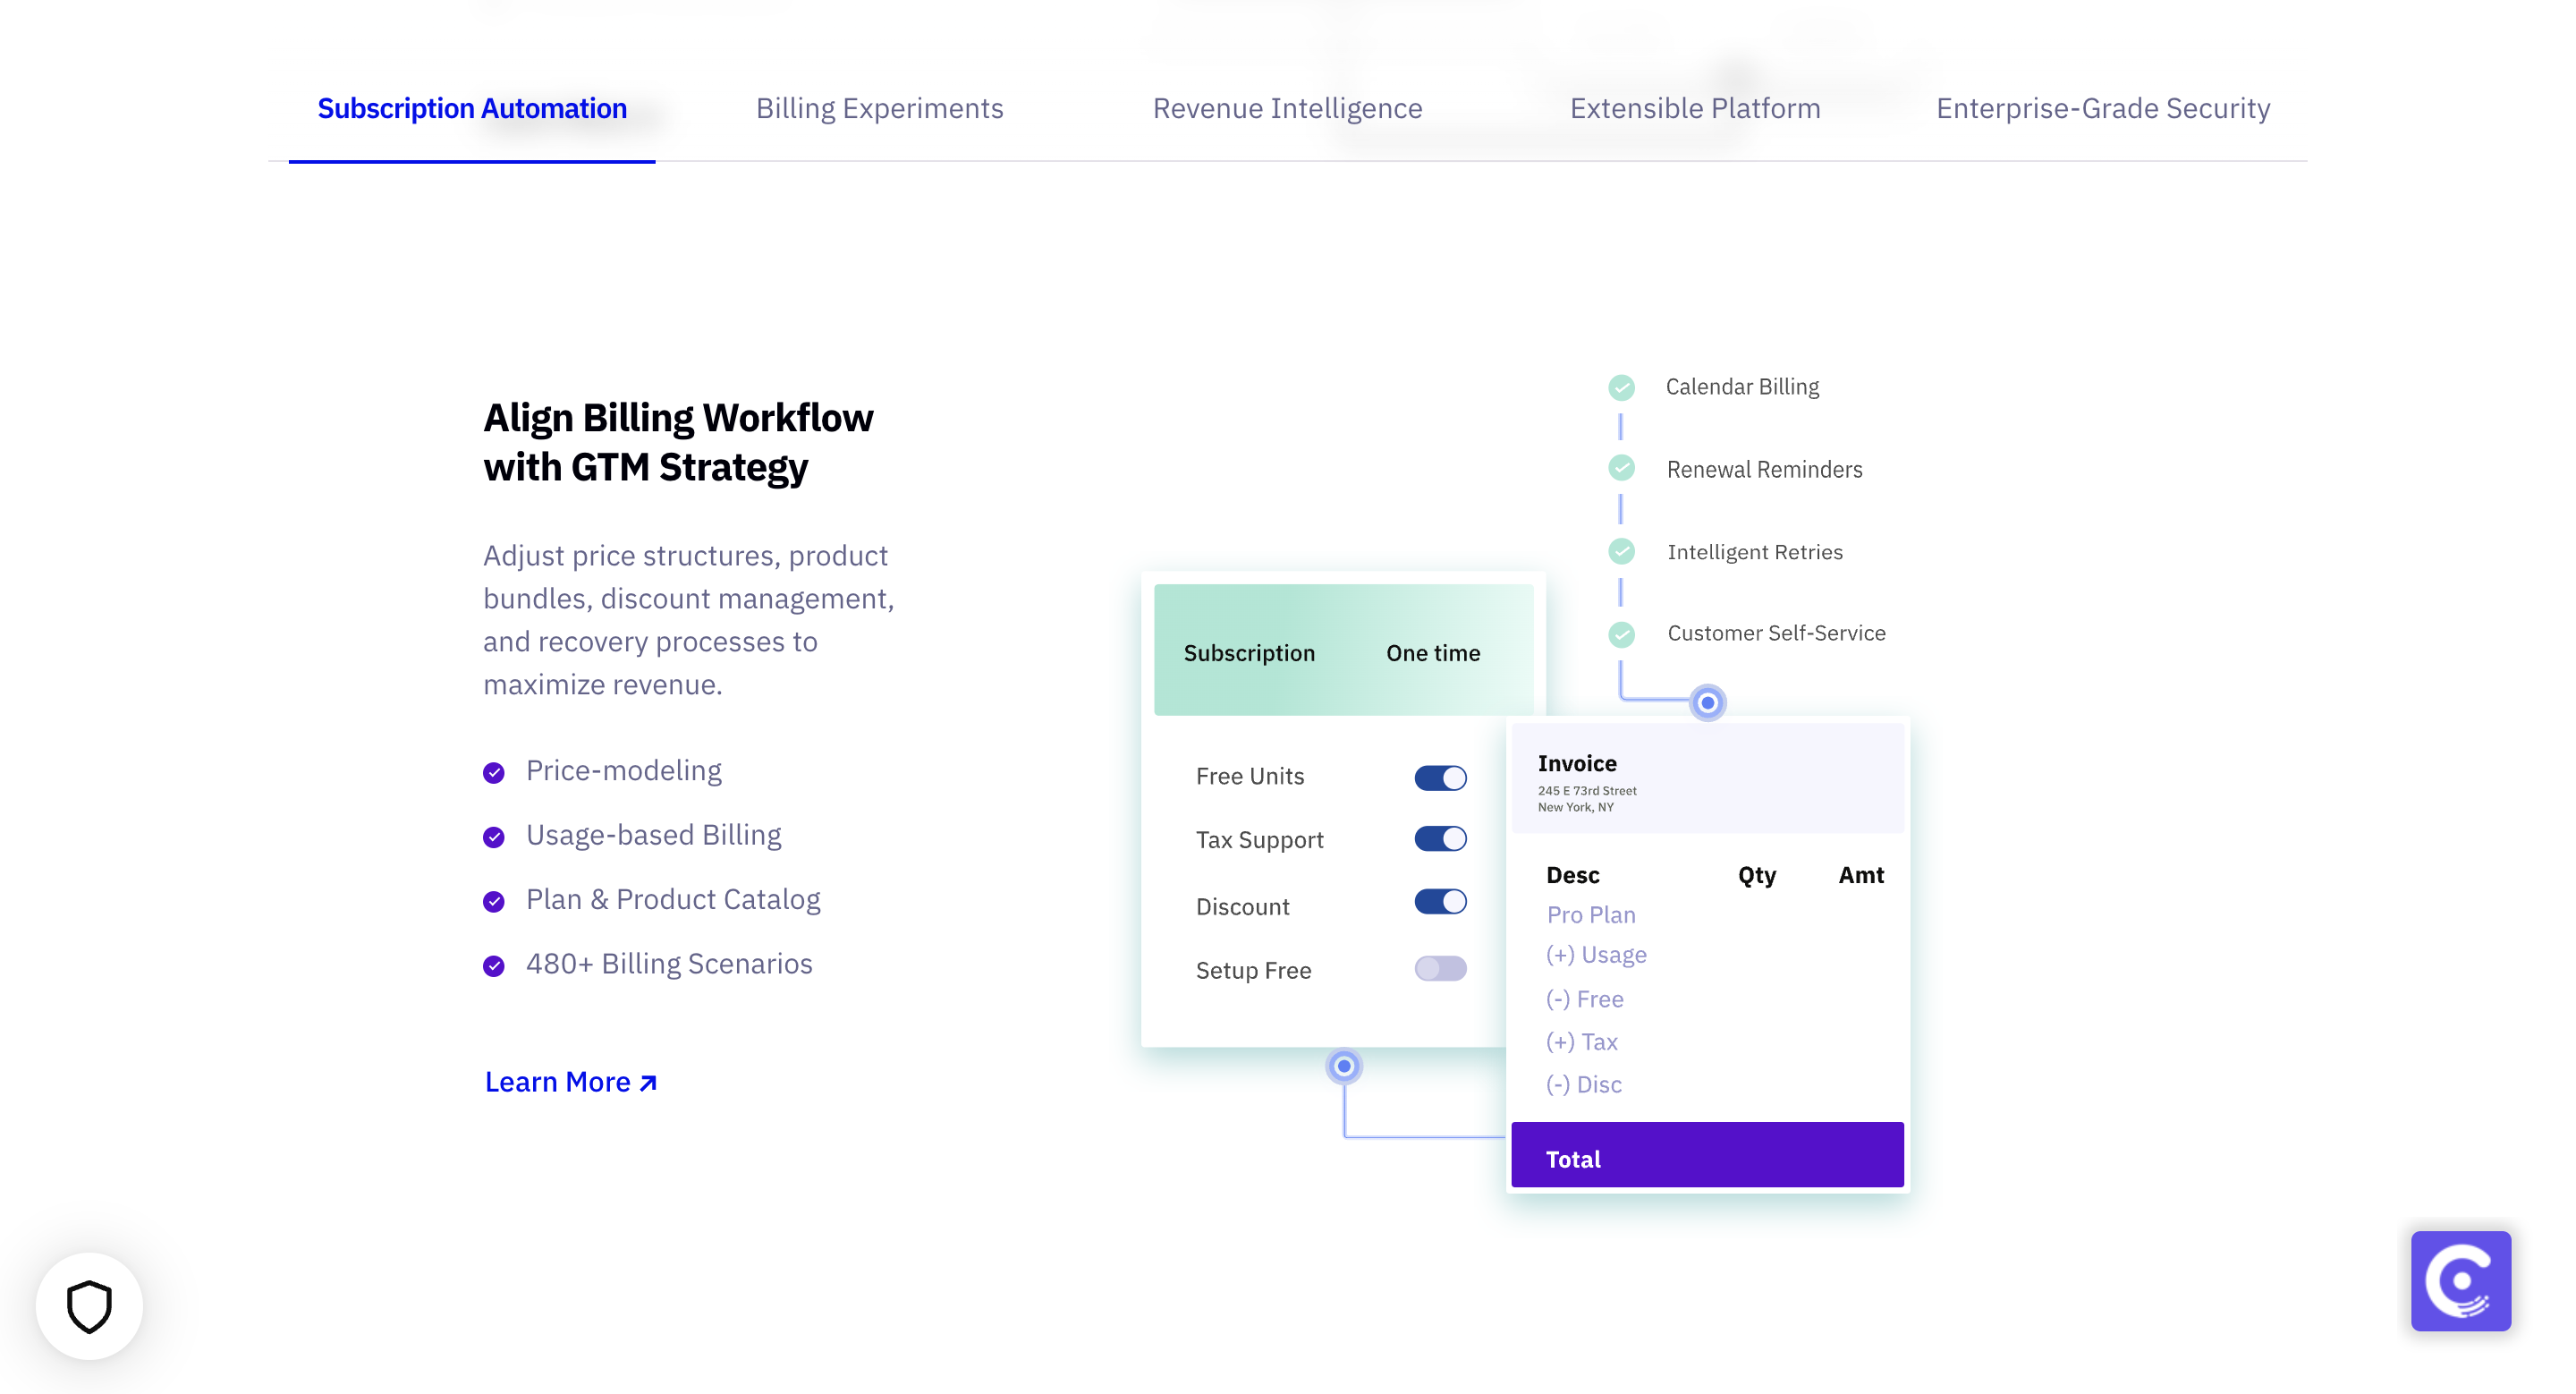 Subscription Automation
Billing Experiments
Revenue Intelligence
Extensible Platform
Enterprise-Grade Security
Align Billing Workflow
with GTM Strategy
Adjust price structures, product
bundles, discount management,
and recovery processes to
maximize revenue.
Price-modeling
Usage-based Billing
Plan & Product Catalog
480+ Billing Scenarios
Learn More
Calendar Billing
Renewal Reminders
Intelligent Retries
Customer Self-Service
Subscription One time
Free Units
Tax Support
Discount
Setup Free
Invoice
245 E 73rd Street
New York, NY
Desc Qty Amt
Pro Plan
(+) Usage
(-) Free
(+) Tax
(-) Disc
Total